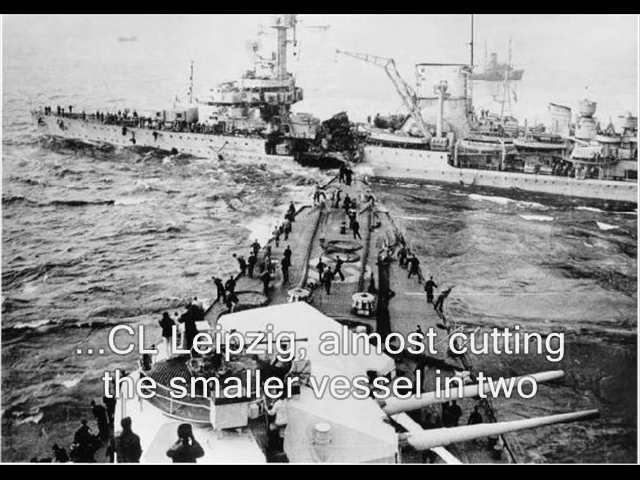 ...CL Leipzig, almost cutting
the smaller vessel in two